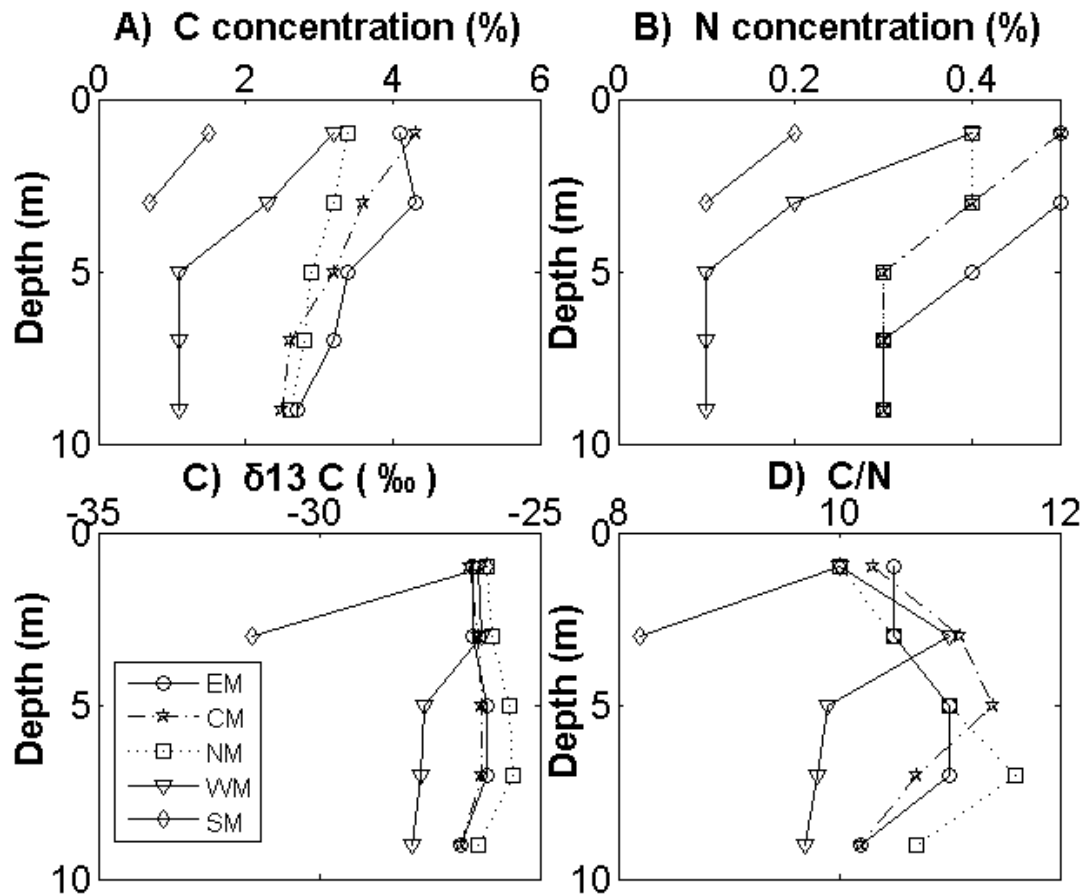 A) C concentration (%)
B) N concentration (%)
0 2 4 6
0 0.2 0.4
0
5
10
Depth (m)
0
5
10
Depth (m)
C) δ13 C ( ‰ )
D) C/N
-35 -30 -25
8 10 12
0
5
10
Depth (m)
EM
CM
NM
WM
SM
0
5
10
Depth (m)